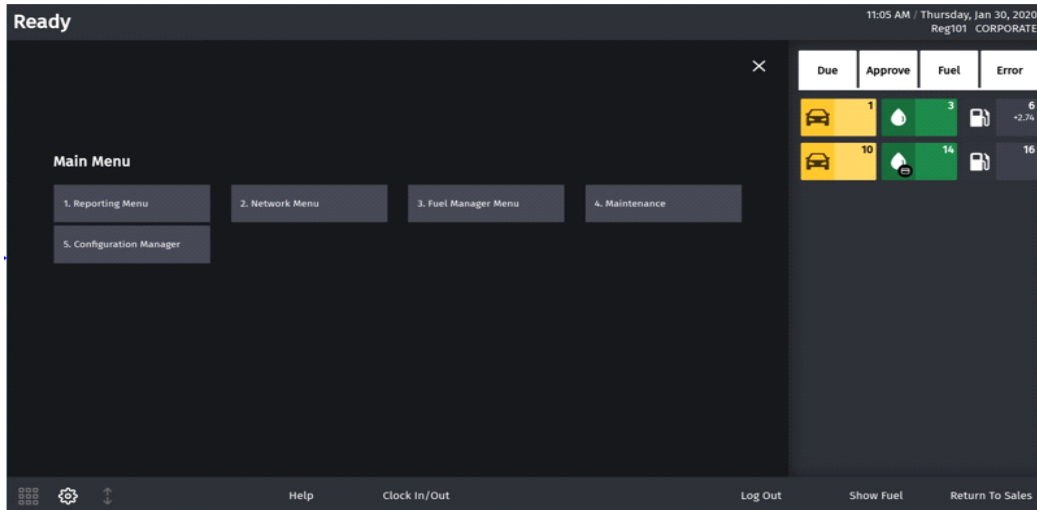 Ready
11:05 AM / Thursday, Jan 30, 2020
Reg101 CORPORATE
Due Approve Fuel Error
1 3 6
+2.74
10 14 16
Main Menu
1. Reporting Menu 2. Network Menu 3. Fuel Manager Menu 4. Maintenance
5. Configuration Manager
Help Clock In/Out Log Out Show Fuel Return To Sales